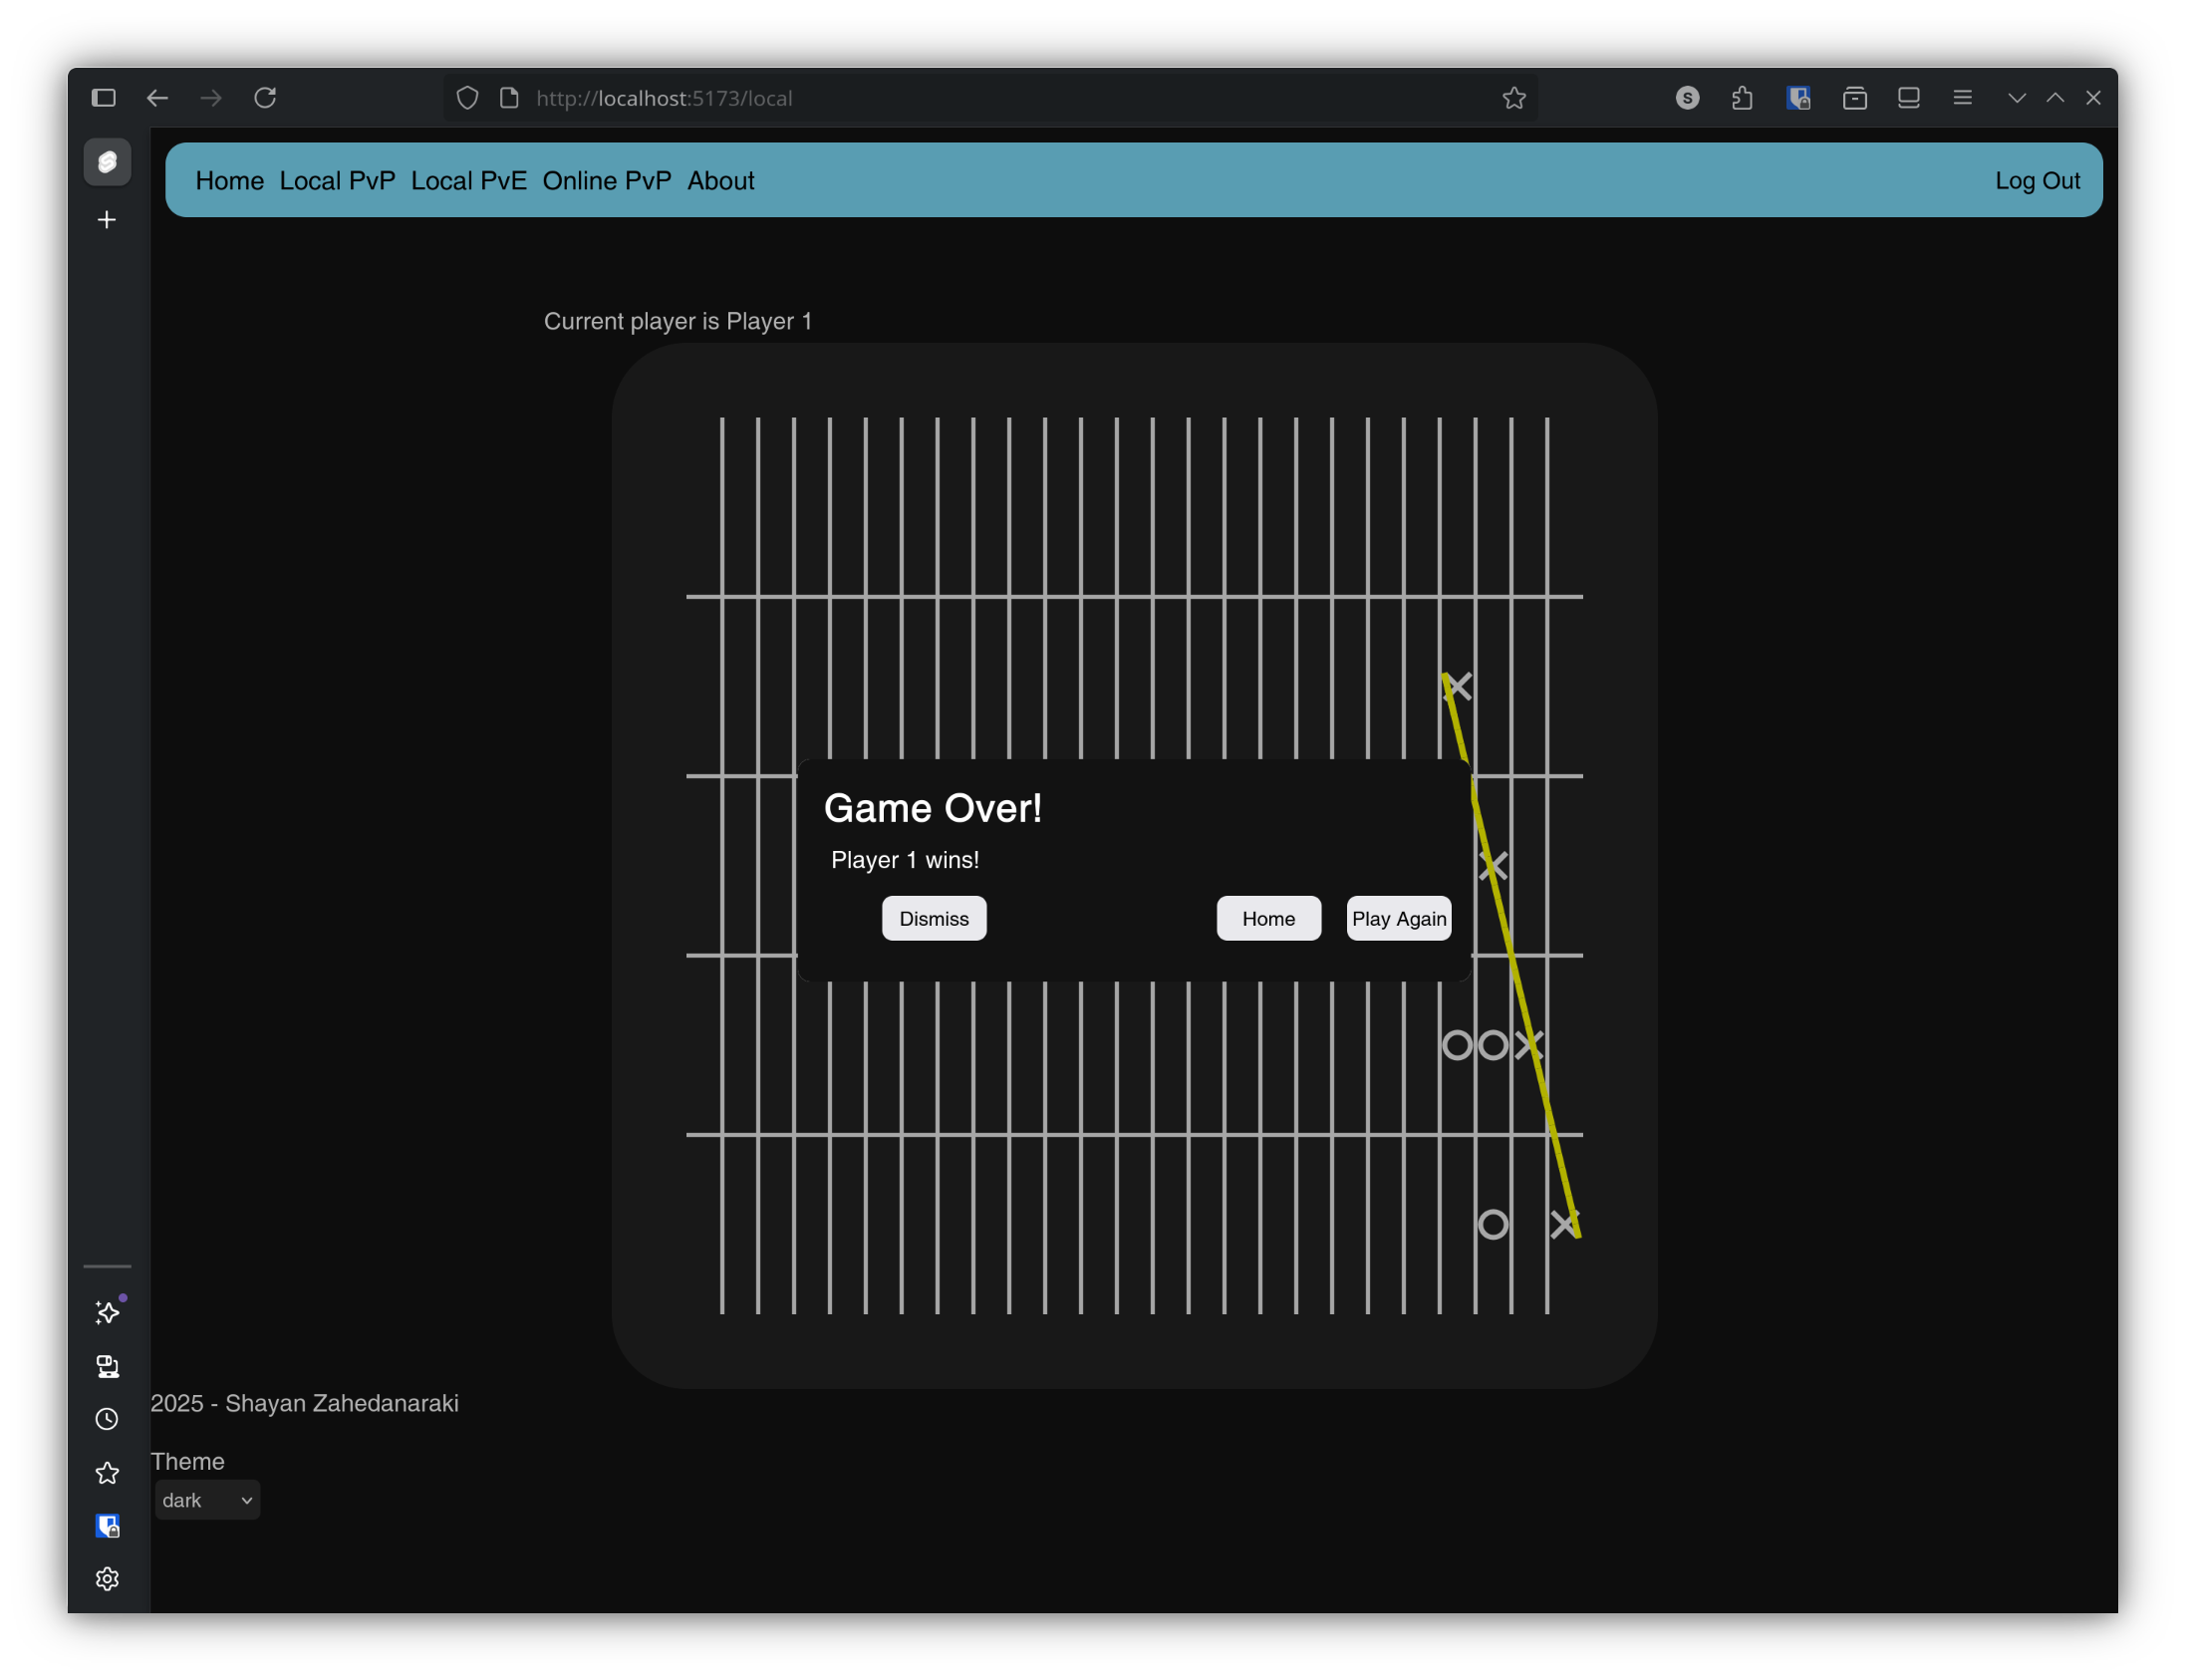 http://localhost:5173/local
S
Home Local PvP Local PvE Online PvP About Log Out
Current player is Player 1
Game Over!
Player 1 wins!
Dismiss Home Play Again
2025 - Shayan Zahedanaraki
Theme
dark